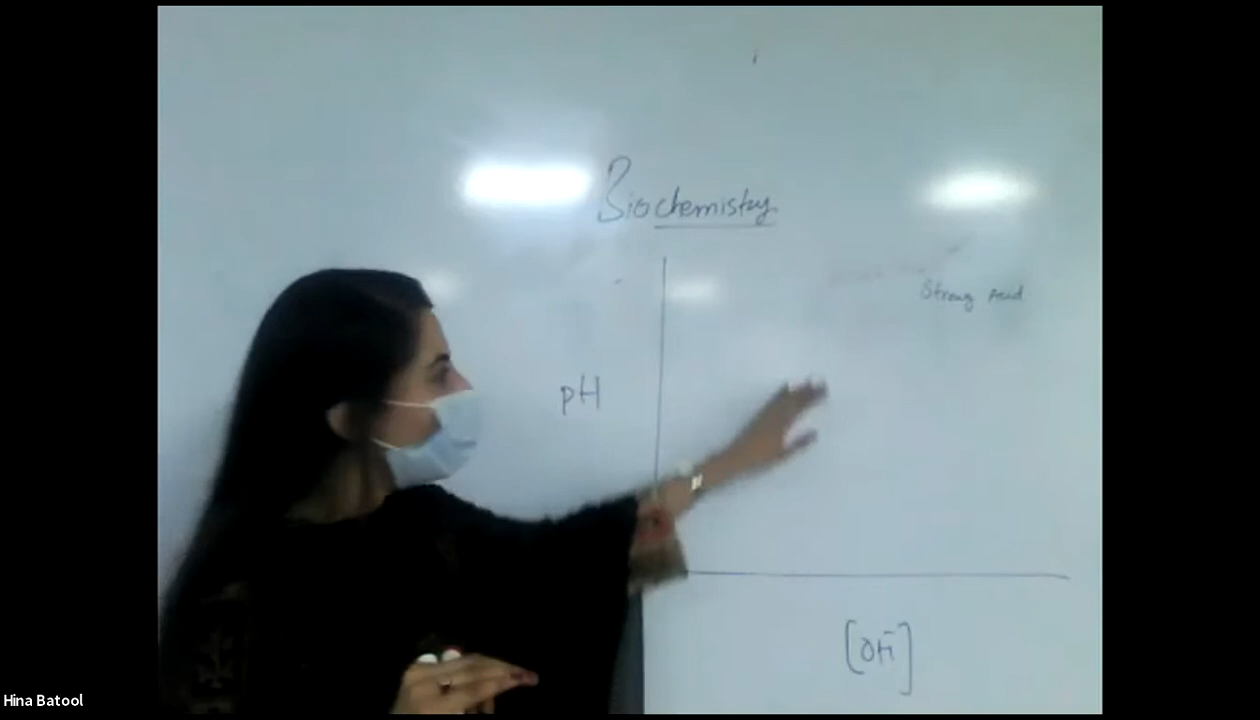 Biochemistry
Strong Acid
pH
[OH⁻]
Hina Batool